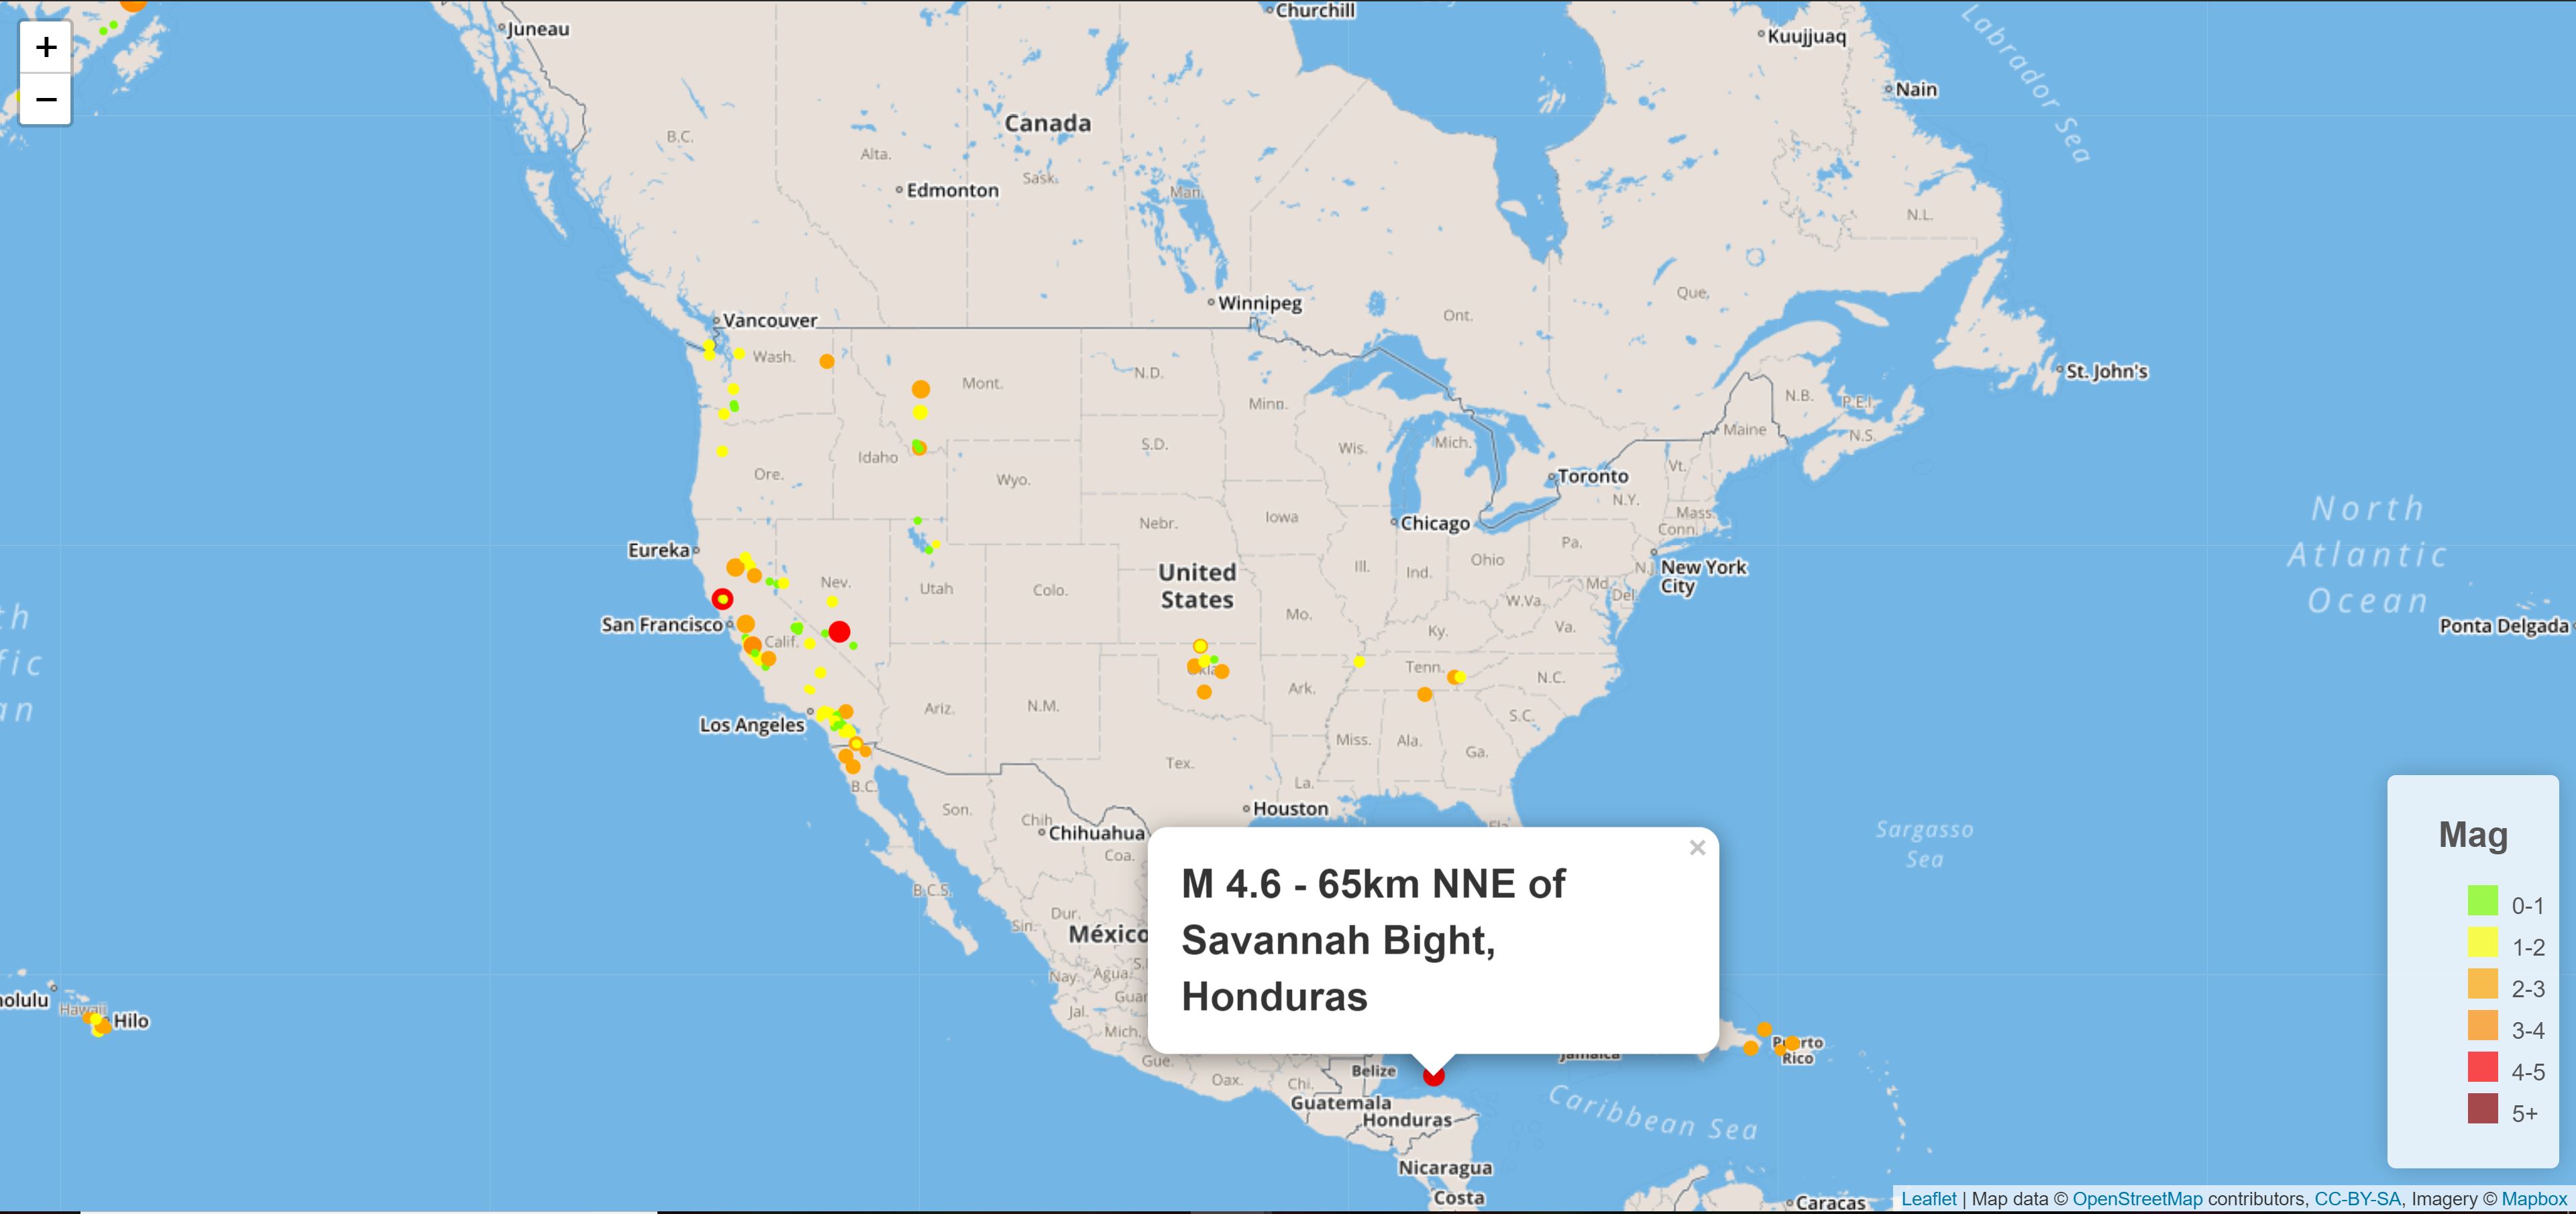 +
−
Juneau
Churchill
Kuujjuaq
Labrador Sea
Nain
Canada
B.C.
Alta.
Sask.
Edmonton
Man.
N.L.
Winnipeg
Que.
Ont.
Vancouver
Wash.
Mont.
N.D.
Minn.
St. John's
N.B.
P.E.I.
N.S.
Maine
Idaho
S.D.
Wis.
Mich.
Vt.
Ore.
Wyo.
Toronto
N.Y.
Mass.
Conn.
Nebr.
Iowa
Chicago
Pa.
North
Atlantic
Ocean
Eureka
Nev.
Utah
Colo.
United
States
Ill.
Ind.
Ohio
N.J.
New York
City
Md.
Del.
th
fic
an
San Francisco
Calif.
Mo.
W.Va.
Ky.
Va.
Ponta Delgada
Tenn.
N.C.
Los Angeles
Ariz.
N.M.
Okla.
Ark.
S.C.
Miss.
Ala.
Ga.
Tex.
La.
B.C.
Son.
Houston
Fla.
Chih.
Chihuahua
Coa.
Sargasso
Sea
Mag
0-1
1-2
2-3
3-4
4-5
5+
×
M 4.6 - 65km NNE of
Savannah Bight,
Honduras
B.C.S.
Dur.
Sin.
México
Nay.
Agua.
S.
Guan
Jal.
Mich.
Gue.
Oax.
Chi.
nolulu
Hawaii
Hilo
Jamaica
Puerto
Rico
Belize
Guatemala
Honduras
Caribbean Sea
Nicaragua
Costa
Caracas
Leaflet | Map data © OpenStreetMap contributors, CC-BY-SA, Imagery © Mapbox